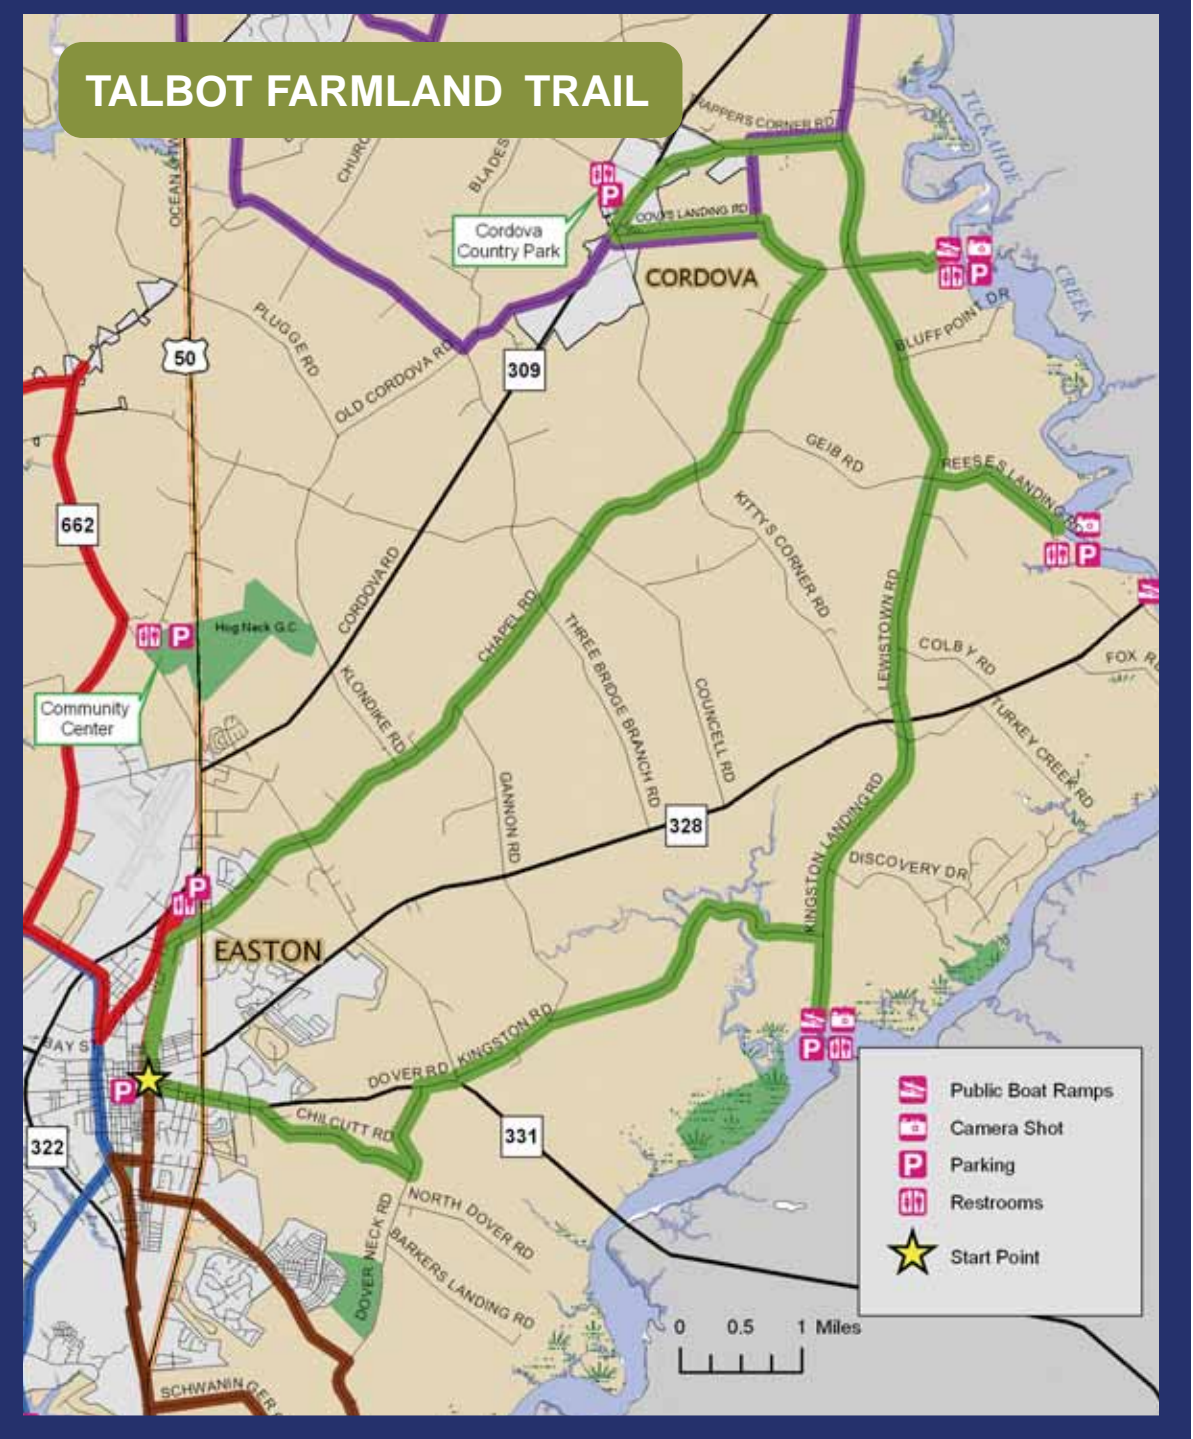 TALBOT FARMLAND TRAIL
TRAPPERS CORNER RD
TUCKAHOE
CREEK
OCEAN
BLADES
Cordova
Country Park
LANDING RD
CORDOVA
BLUFF POINT DR
PLUGGE RD
OLD CORDOVA RD
50
309
GEIB RD
REESES LANDING RD
662
KITTY'S CORNER RD
CORDOVA RD
CHAPEL RD
LEWISTOWN RD
Hog Neck G.C.
THREE BRIDGE BRANCH RD
COLBY RD
FOX
KLONDIKE RD
COUNCELL RD
Community
Center
TURKEY CREEK RD
GANNON RD
328
KINGSTON LANDING RD
DISCOVERY DR
EASTON
BAY ST
KINGSTON RD
DOVER RD
CHILCUTT RD
331
322
NORTH DOVER RD
DOVER NECK RD
BARKERS LANDING RD
P
Public Boat Ramps
Camera Shot
P Parking
Restrooms
Start Point
0 0.5 1 Miles